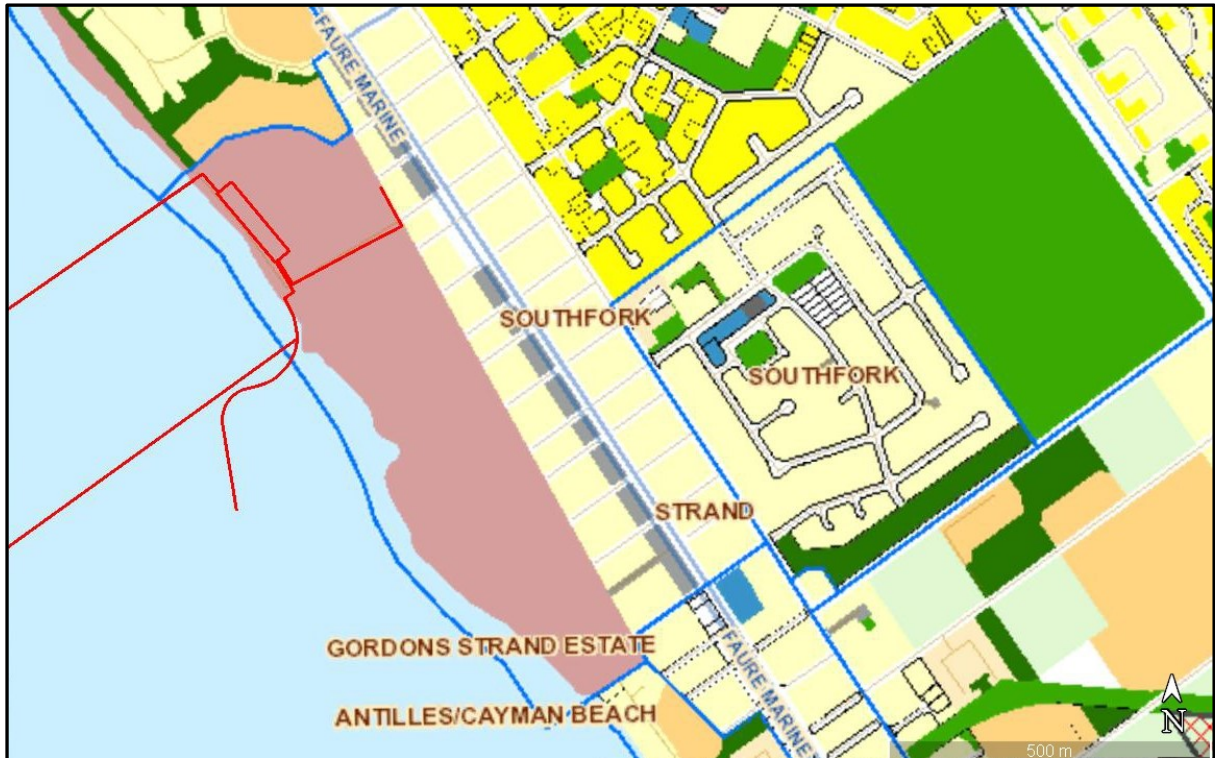 FAURE MARINE
SOUTHFORK
SOUTHFORK
STRAND
GORDONS STRAND ESTATE
FAURE MARINE
ANTILLES/CAYMAN BEACH
N
500 m